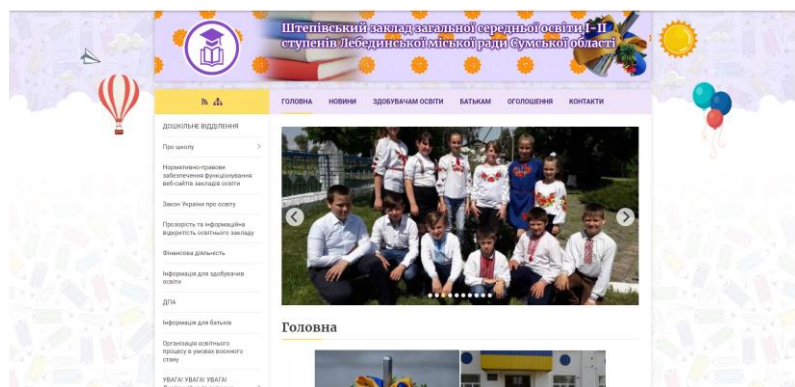 Штепівський заклад загальної середньої освіти І-ІІ
ступенів Лебединської міської ради Сумської області
ГОЛОВНА НОВИНИ ЗДОБУВАЧАМ ОСВІТИ БАТЬКАМ ОГОЛОШЕННЯ КОНТАКТИ
ДОШКІЛЬНЕ ВІДДІЛЕННЯ
Про школу
Нормативно-правове
забезпечення функціонування
веб-сайтів закладів освіти
Закон України про освіту
Прозорість та інформаційна
відкритість освітнього закладу
Фінансова діяльність
Інформація для здобувачив
освіти
ДПА
Інформація для батьків
Організація освітнього
процесу в умовах воєнного
стану
УВАГА! УВАГА! УВАГА!
Головна